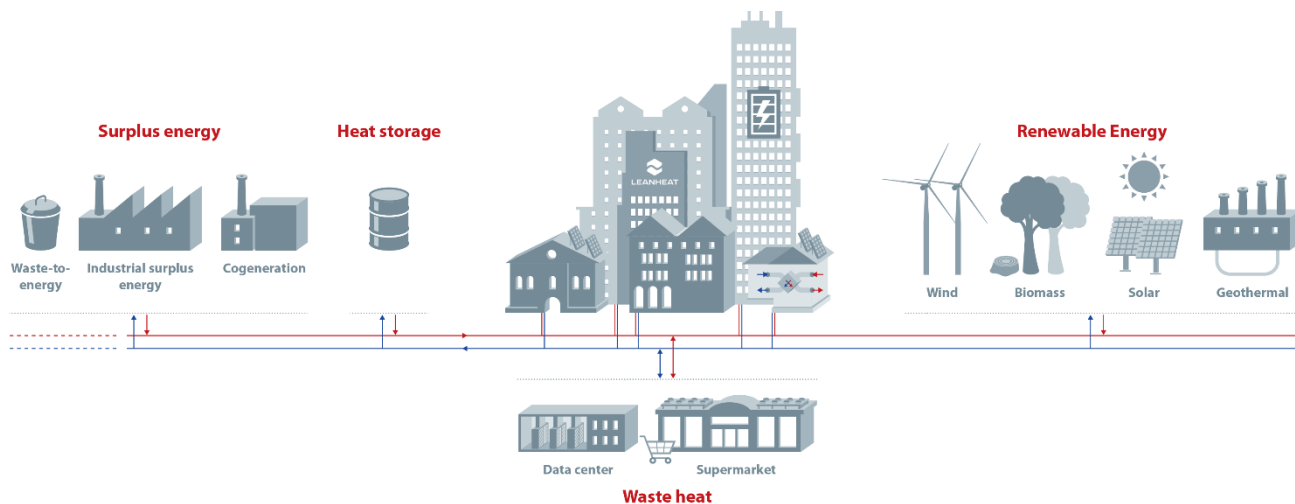 Surplus energy
Heat storage
Renewable Energy
LEANHEAT
Waste-to-
energy
Industrial surplus
energy
Cogeneration
Wind
Biomass
Solar
Geothermal
Data center
Supermarket
Waste heat